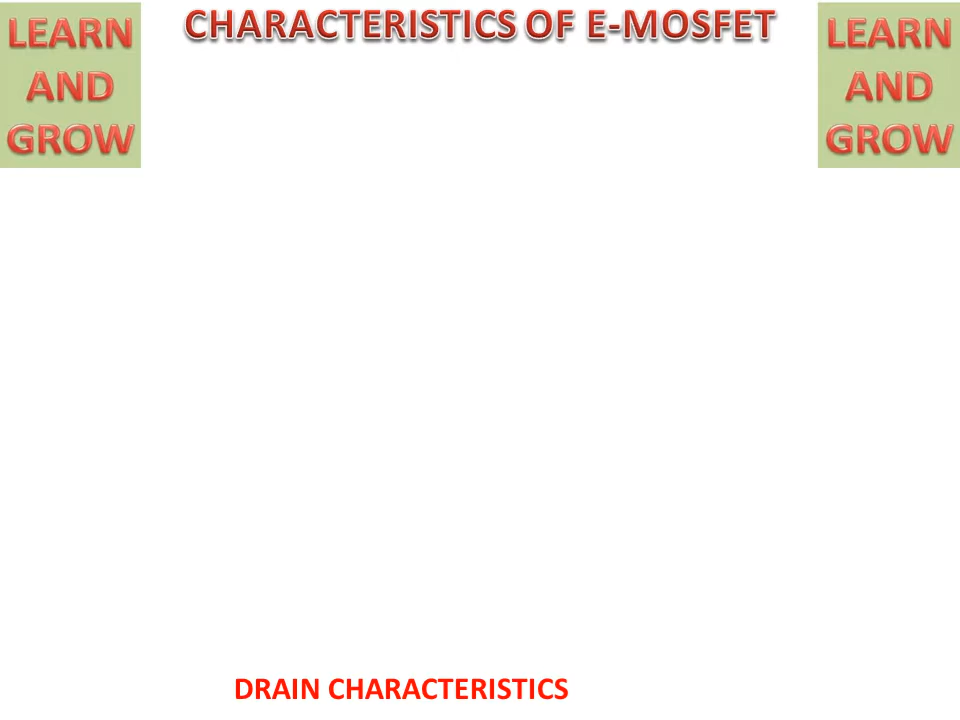 CHARACTERISTICS OF E-MOSFET
LEARN
AND
GROW
LEARN
AND
GROW
DRAIN CHARACTERISTICS